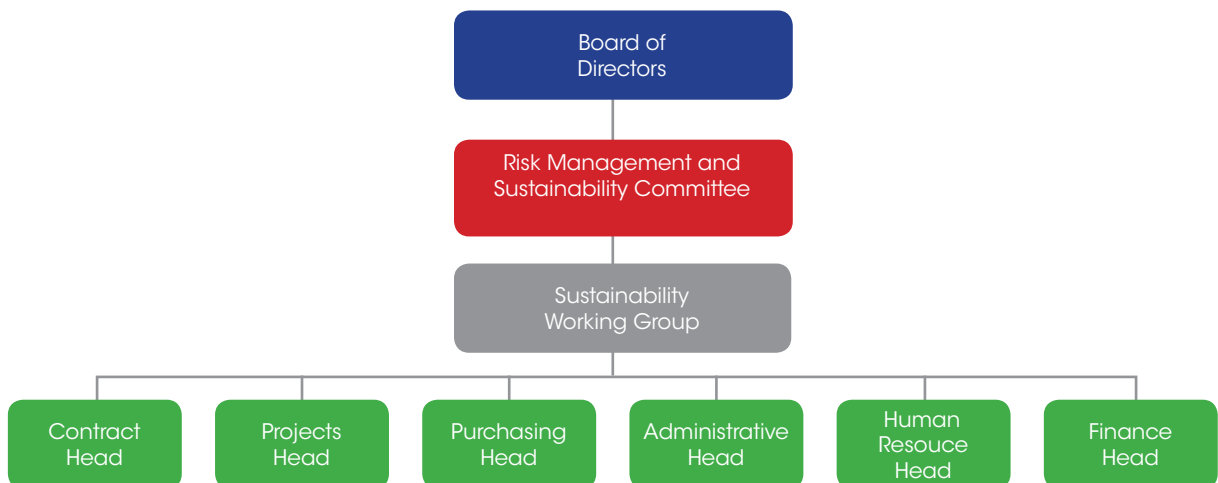 Board of
Directors
Risk Management and
Sustainability Committee
Sustainability
Working Group
Contract
Head
Projects
Head
Purchasing
Head
Administrative
Head
Human
Resouce
Head
Finance
Head